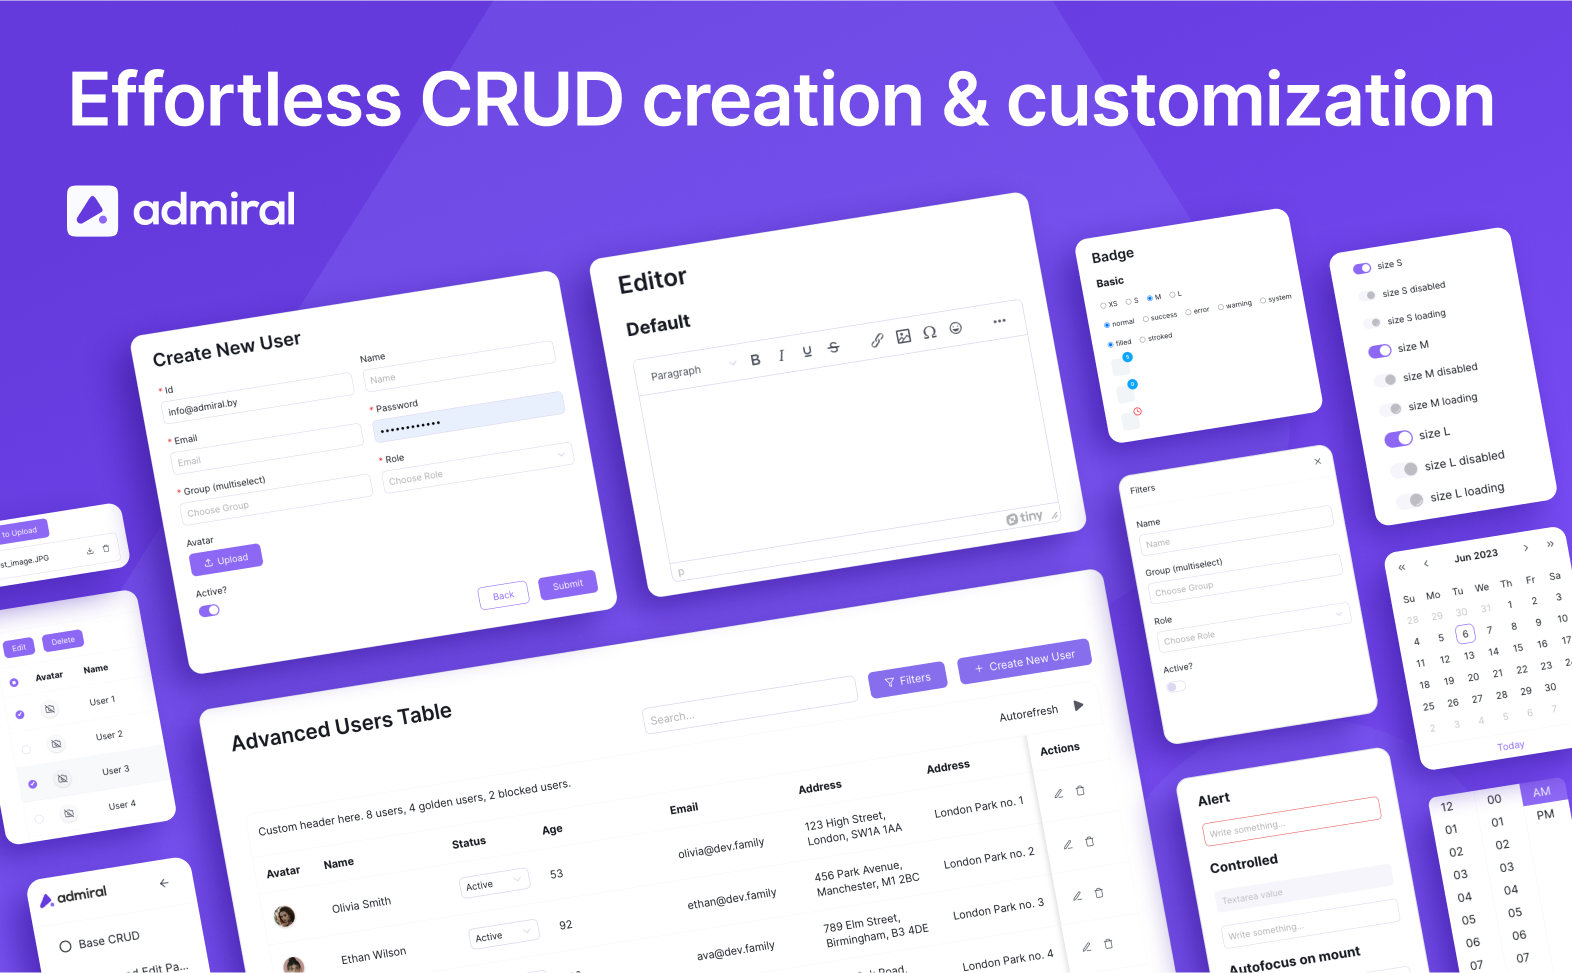 Effortless CRUD creation & customization
admiral
Create New User
* Id
info@admiral.by
Name
Name
* Email
Email
* Password
* Group (multiselect)
Choose Group
* Role
Choose Role
Avatar
Upload
Active?
Back
Submit
Editor
Default
Paragraph
B I U S Ω
tiny
p
Badge
Basic
XS S M L
normal success error warning system
filled stroked
5
0
size S
size S disabled
size S loading
size M
size M disabled
size M loading
size L
size L disabled
size L loading
Filters
Name
Name
Group (multiselect)
Choose Group
Role
Choose Role
Active?
Jun 2023
Su Mo Tu We Th Fr Sa
28 29 30 31 1 2 3
4 5 6 7 8 9 10
11 12 13 14 15 16 17
18 19 20 21 22 23
25 26 27 28 29 30
2 3 4 5 6 7
Today
to Upload
st_image.JPG
Edit
Delete
Avatar Name
User 1
User 2
User 3
User 4
admiral
Base CRUD
d Edit Pa...
Advanced Users Table
Search...
Filters
+ Create New User
Autorefresh
Custom header here. 8 users, 4 golden users, 2 blocked users.
Avatar Name Status Age Email Address Address Actions
Olivia Smith Active 53 olivia@dev.family 123 High Street, London, SW1A 1AA London Park no. 1
Ethan Wilson Active 92 ethan@dev.family 456 Park Avenue, Manchester, M1 2BC London Park no. 2
ava@dev.family 789 Elm Street, Birmingham, B3 4DE London Park no. 3
Road, London Park no. 4
Alert
Write something...
Controlled
Textarea value
Write something...
Autofocus on mount
12 00 AM
01 01 PM
02 02
03 03
04 04
05 05
06 06
07 07